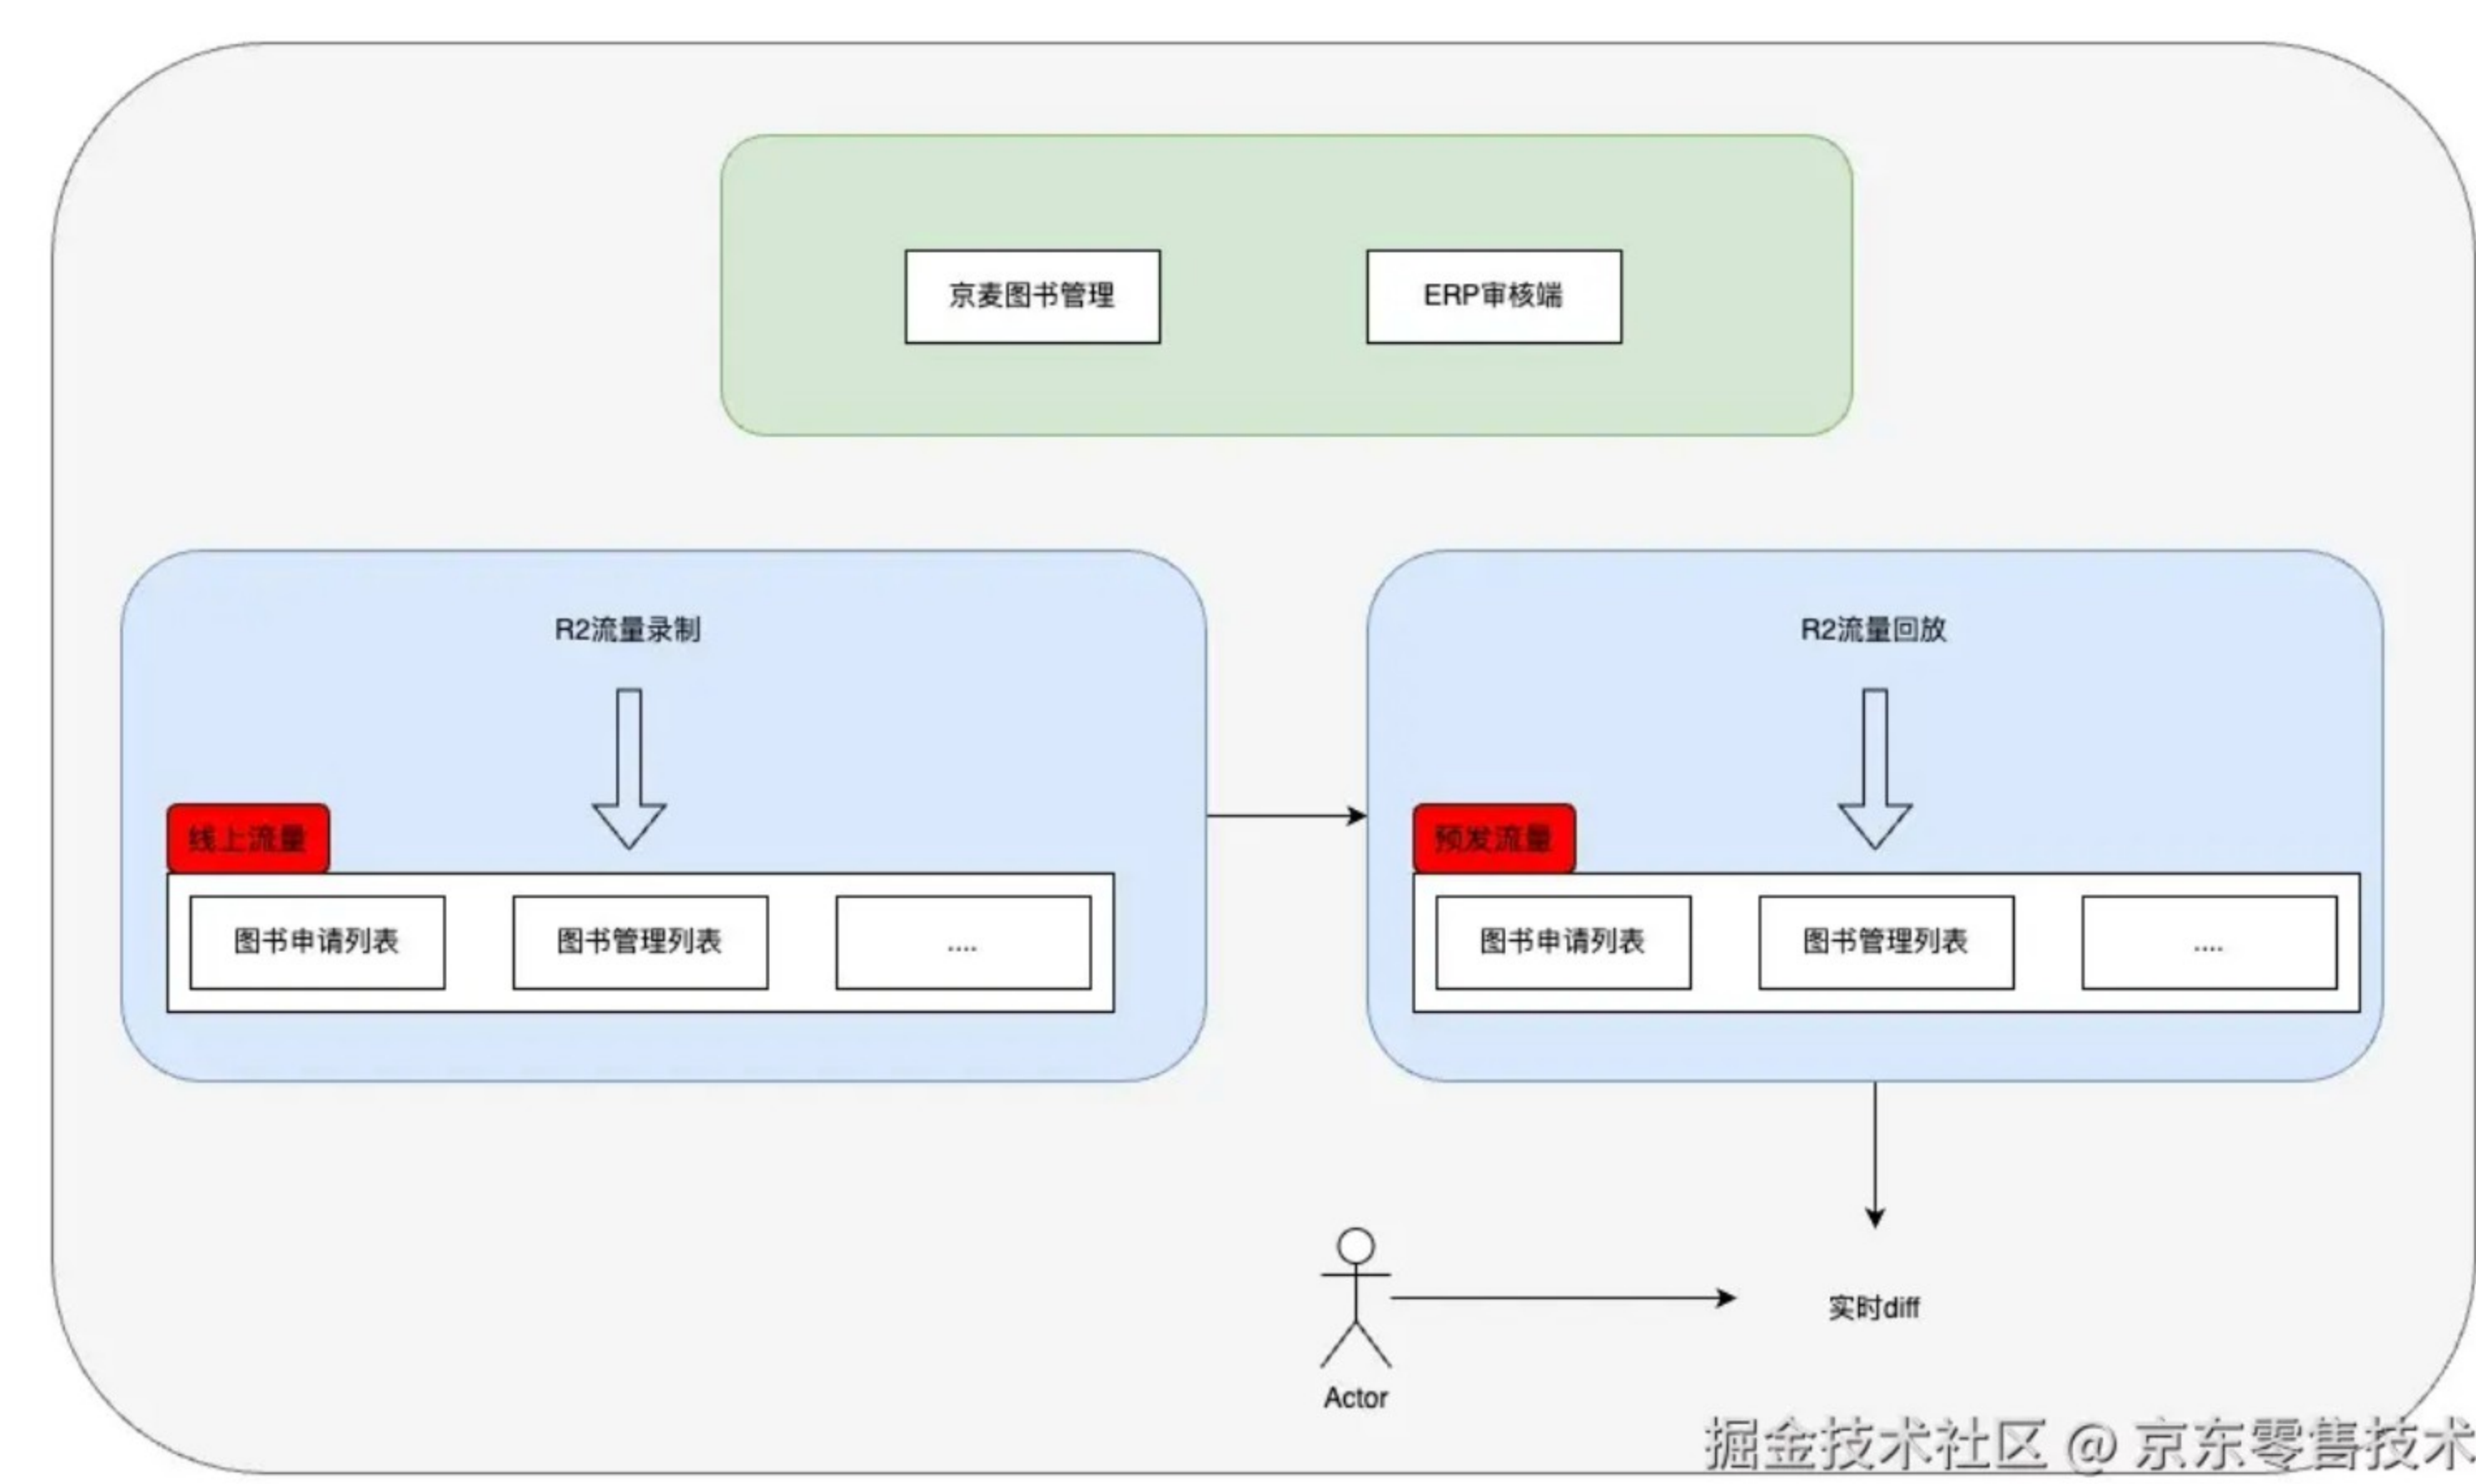 京麦图书管理
ERP审核端
R2流量录制
R2流量回放
线上流量
预发流量
图书申请列表
图书管理列表
....
图书申请列表
图书管理列表
....
实时diff
Actor
掘金技术社区 @ 京东零售技术